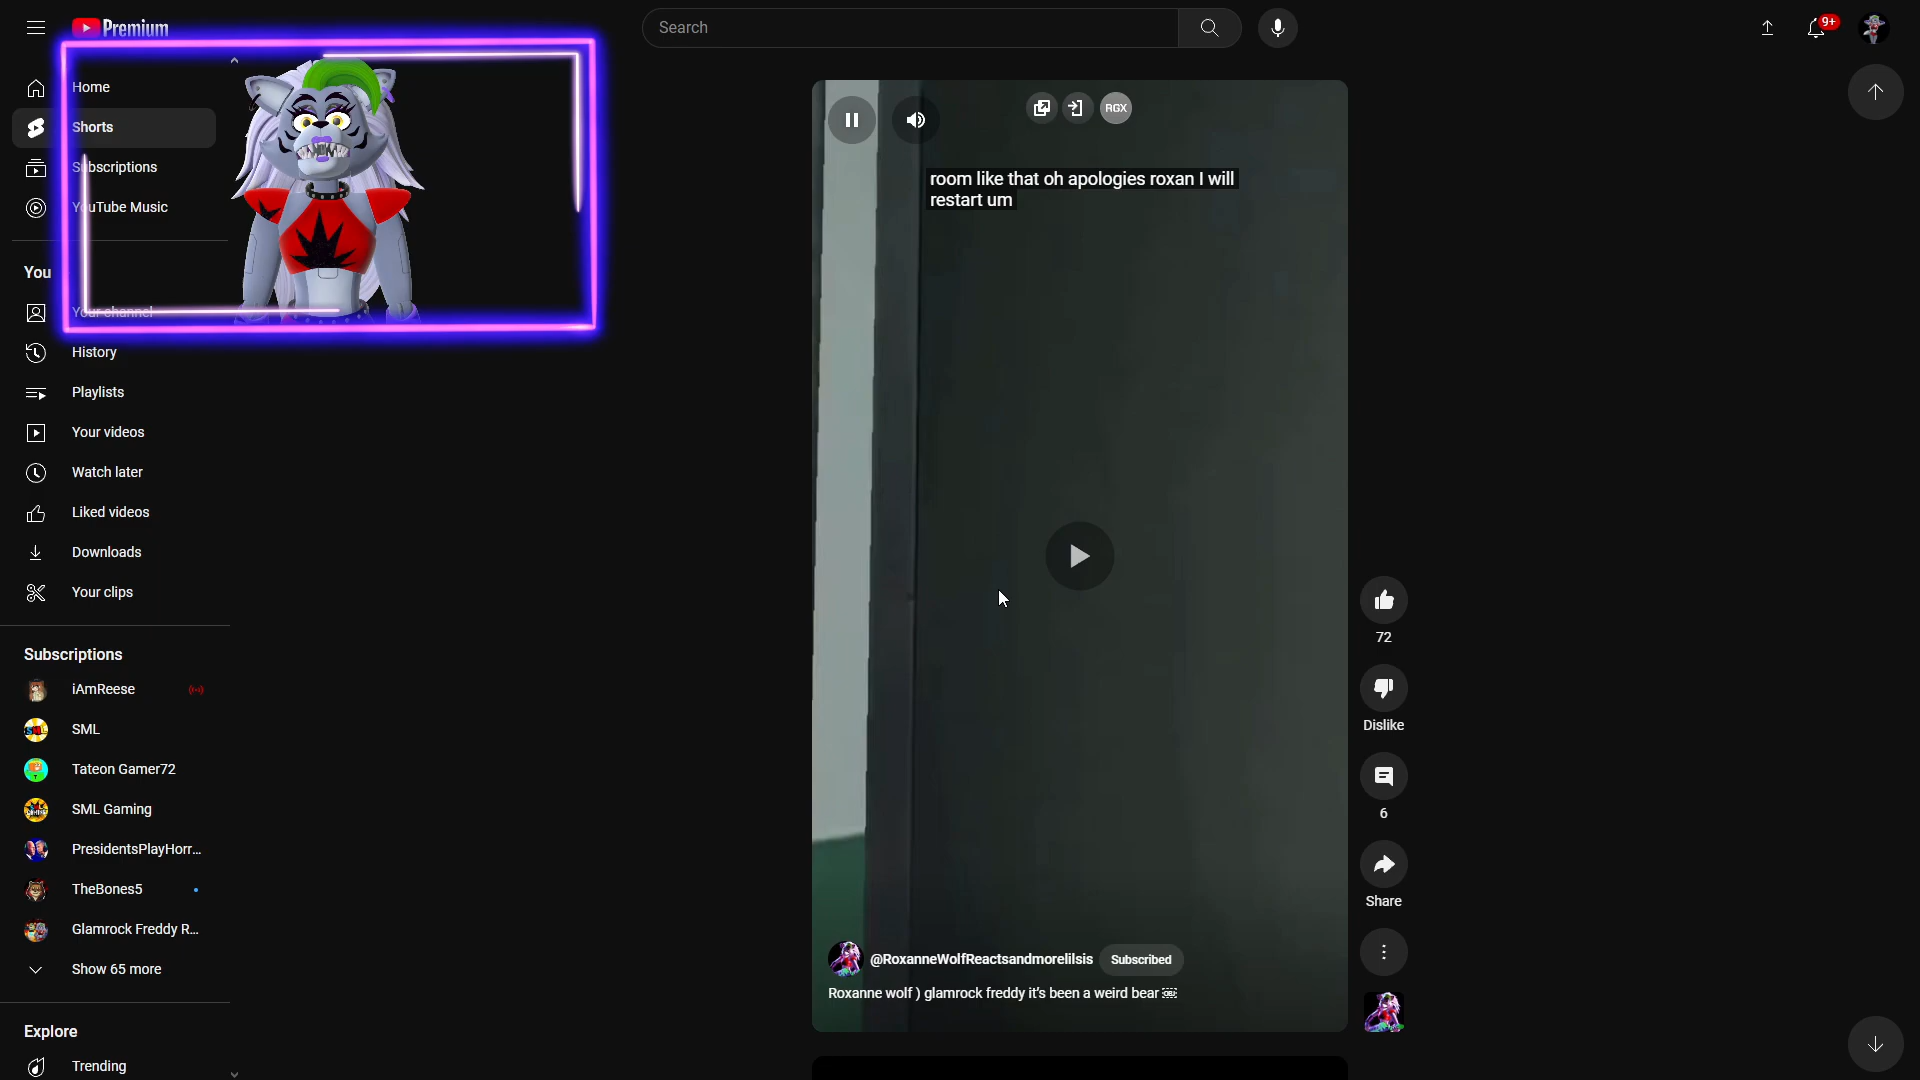 Premium
Search
9+
Home
Shorts
Subscriptions
YouTube Music
You
Your channel
History
Playlists
Your videos
Watch later
Liked videos
Downloads
Your clips
Subscriptions
iAmReese
SML
Tateon Gamer72
SML Gaming
PresidentsPlayHorr...
TheBones5
Glamrock Freddy R...
Show 65 more
Explore
Trending
RGX
room like that oh apologies roxan I will
restart um
72
Dislike
6
Share
@RoxanneWolfReactsandmorelilsis
Subscribed
Roxanne wolf ) glamrock freddy it's been a weird bear ￼